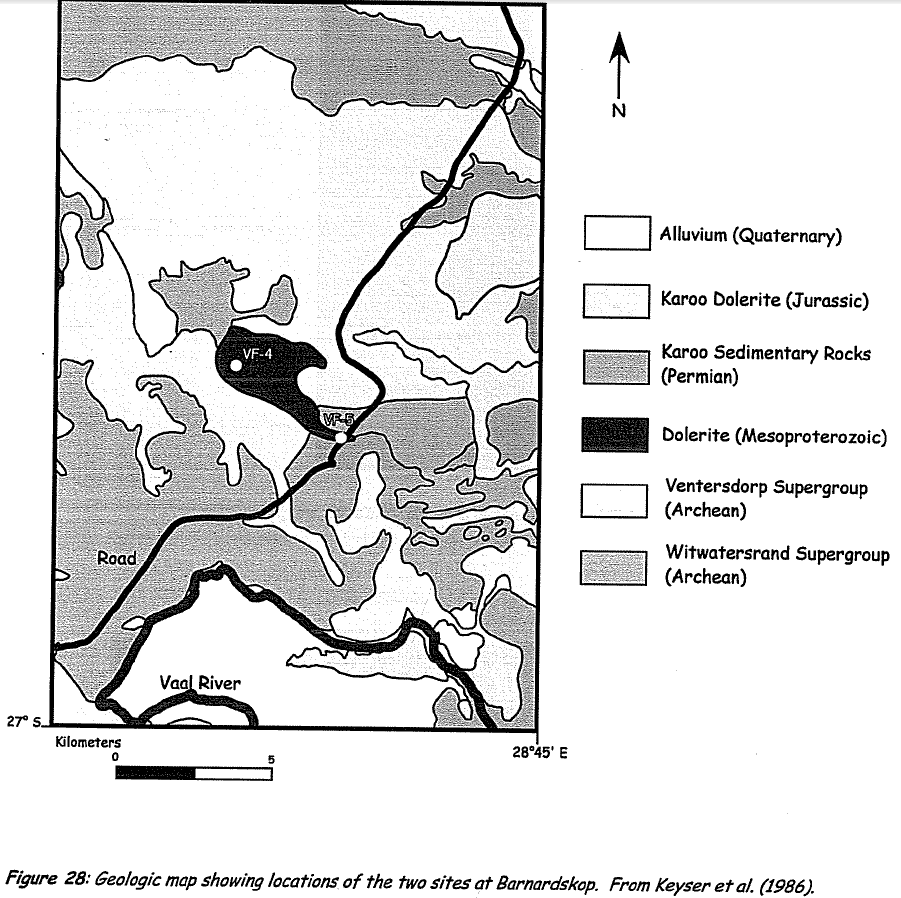 N
Alluvium (Quaternary)
Karoo Dolerite (Jurassic)
Karoo Sedimentary Rocks
(Permian)
Dolerite (Mesoproterozoic)
Ventersdorp Supergroup
(Archean)
Witwatersrand Supergroup
(Archean)
VF-4
VF-5
Road
Vaal River
27° S
28°45' E
Kilometers
0 5
Figure 28: Geologic map showing locations of the two sites at Barnardskop. From Keyser et al. (1986).